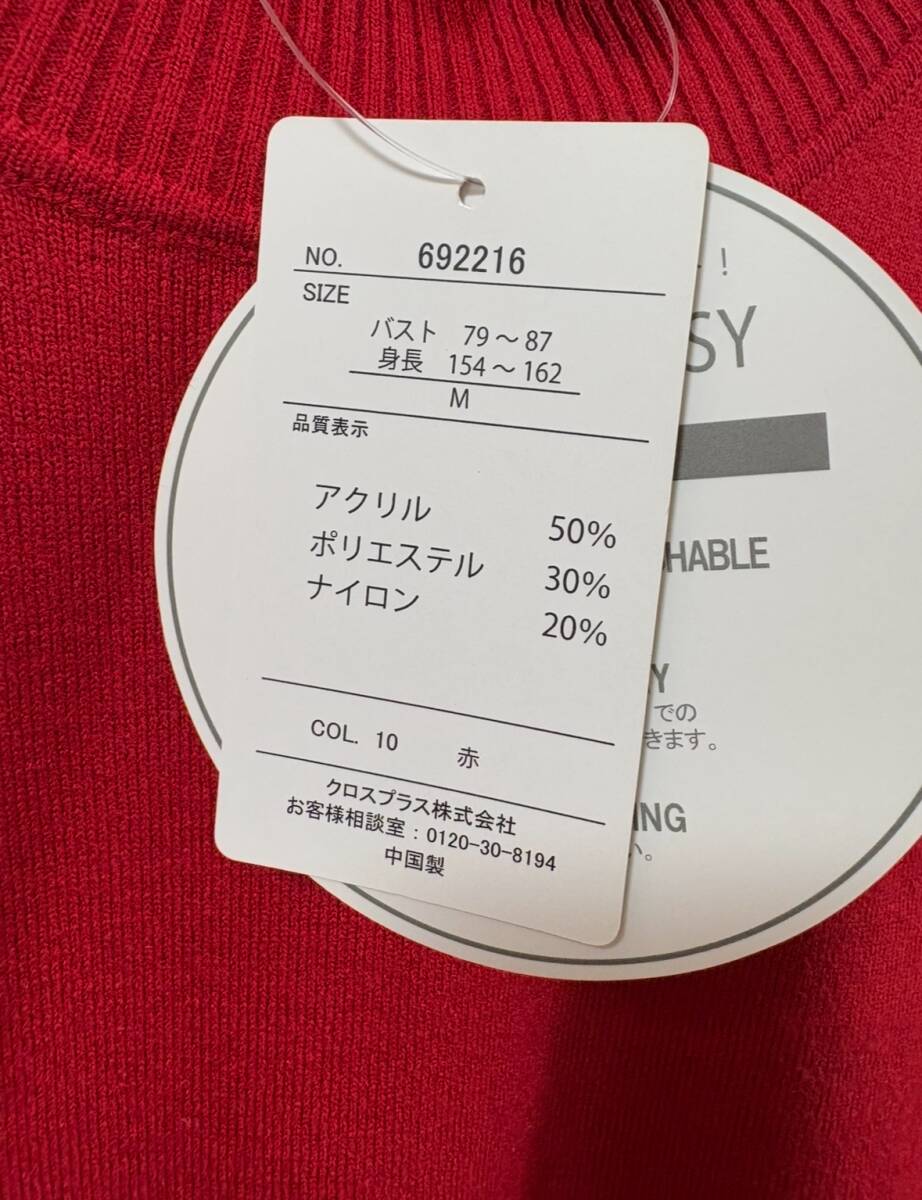 NO. 692216
SIZE
バスト 79～87
身長 154～162
M
品質表示
アクリル 50%
ポリエステル 30%
ナイロン 20%
COL. 10 赤
クロスプラス株式会社
お客様相談室：0120-30-8194
中国製
!
SY
HABLE
Y
での
きます。
ING
い。